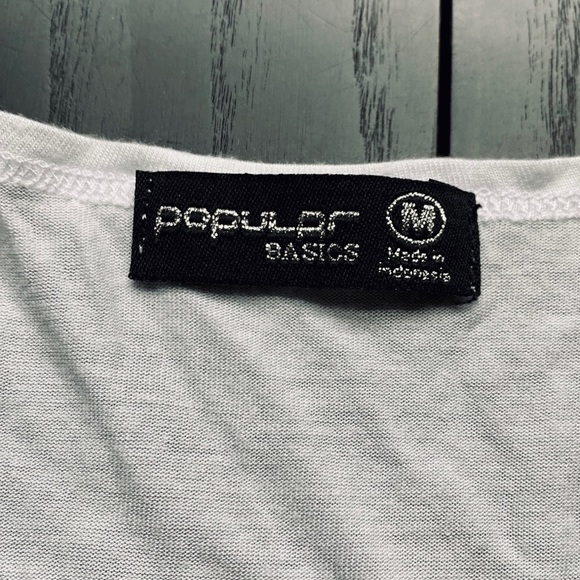 popular
BASICS
M
Made in
Indonesia